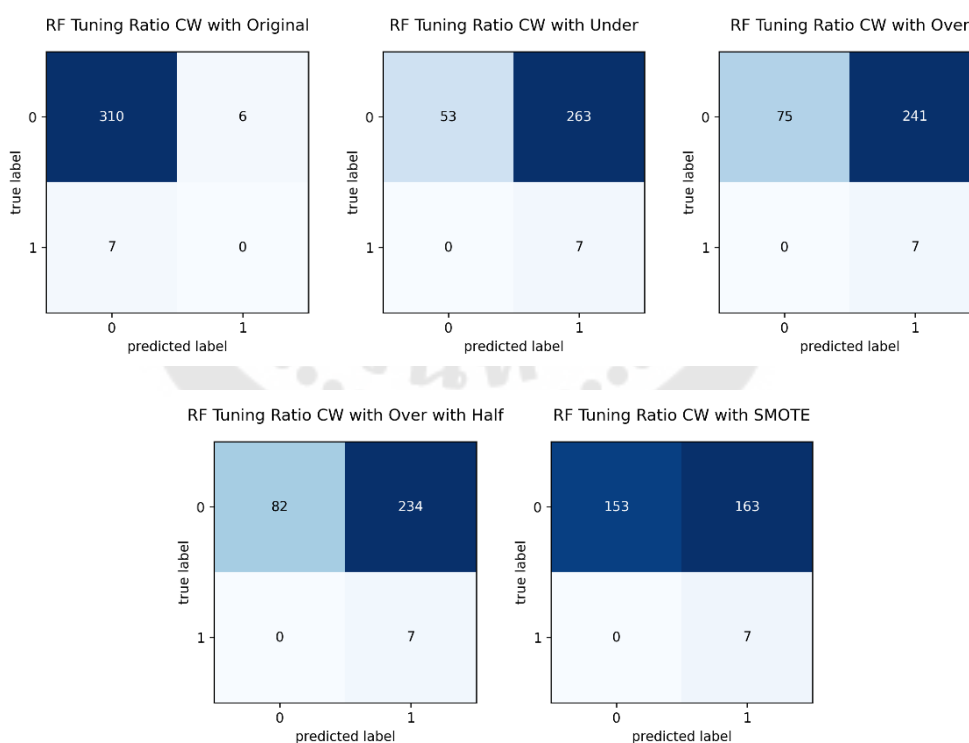 RF Tuning Ratio CW with Original
0
310
6
true label
1
7
0
0
1
predicted label
RF Tuning Ratio CW with Under
0
53
263
true label
1
0
7
0
1
predicted label
RF Tuning Ratio CW with Over
0
75
241
true label
1
0
7
0
1
predicted label
RF Tuning Ratio CW with Over with Half
0
82
234
true label
1
0
7
0
1
predicted label
RF Tuning Ratio CW with SMOTE
0
153
163
true label
1
0
7
0
1
predicted label